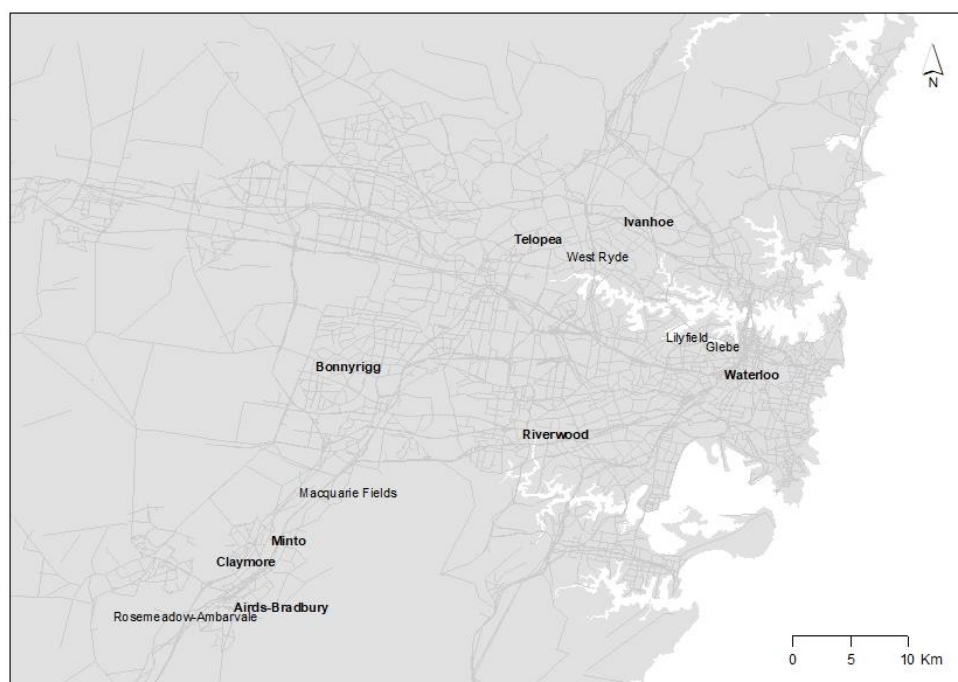 N
Ivanhoe
Telopea
West Ryde
Lilyfield
Glebe
Bonnyrigg
Waterloo
Riverwood
Macquarie Fields
Minto
Claymore
Airds-Bradbury
Rosemeadow-Ambarvale
0 5 10 Km